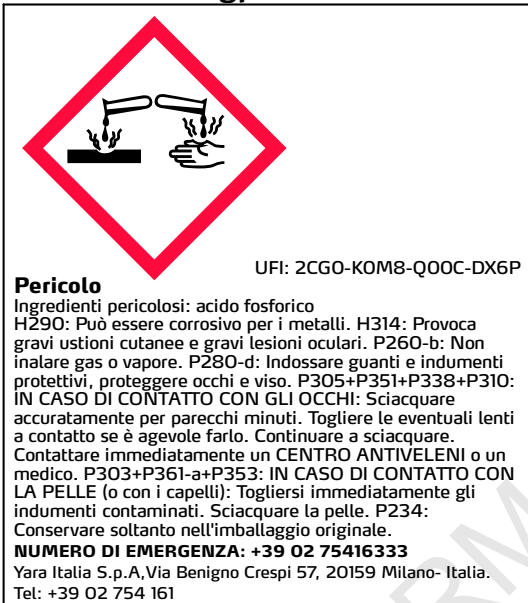 UFI: 2CG0-K0M8-Q00C-DX6P
Pericolo
Ingredienti pericolosi: acido fosforico
H290: Può essere corrosivo per i metalli. H314: Provoca
gravi ustioni cutanee e gravi lesioni oculari. P260-b: Non
inalare gas o vapore. P280-d: Indossare guanti e indumenti
protettivi, proteggere occhi e viso. P305+P351+P338+P310:
IN CASO DI CONTATTO CON GLI OCCHI: Sciacquare
accuratamente per parecchi minuti. Togliere le eventuali lenti
a contatto se è agevole farlo. Continuare a sciacquare.
Contattare immediatamente un CENTRO ANTIVELENI o un
medico. P303+P361-a+P353: IN CASO DI CONTATTO CON
LA PELLE (o con i capelli): Togliersi immediatamente gli
indumenti contaminati. Sciacquare la pelle. P234:
Conservare soltanto nell'imballaggio originale.
NUMERO DI EMERGENZA: +39 02 75416333
Yara Italia S.p.A,Via Benigno Crespi 57, 20159 Milano- Italia.
Tel: +39 02 754 161